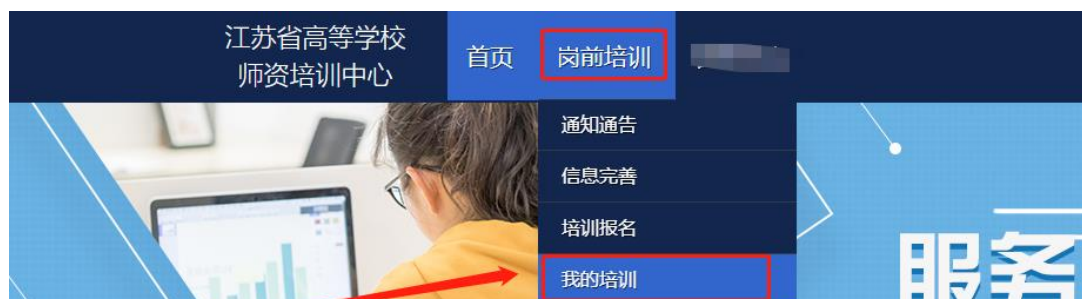 江苏省高等学校
师资培训中心
首页
岗前培训
通知通告
信息完善
培训报名
我的培训
服务